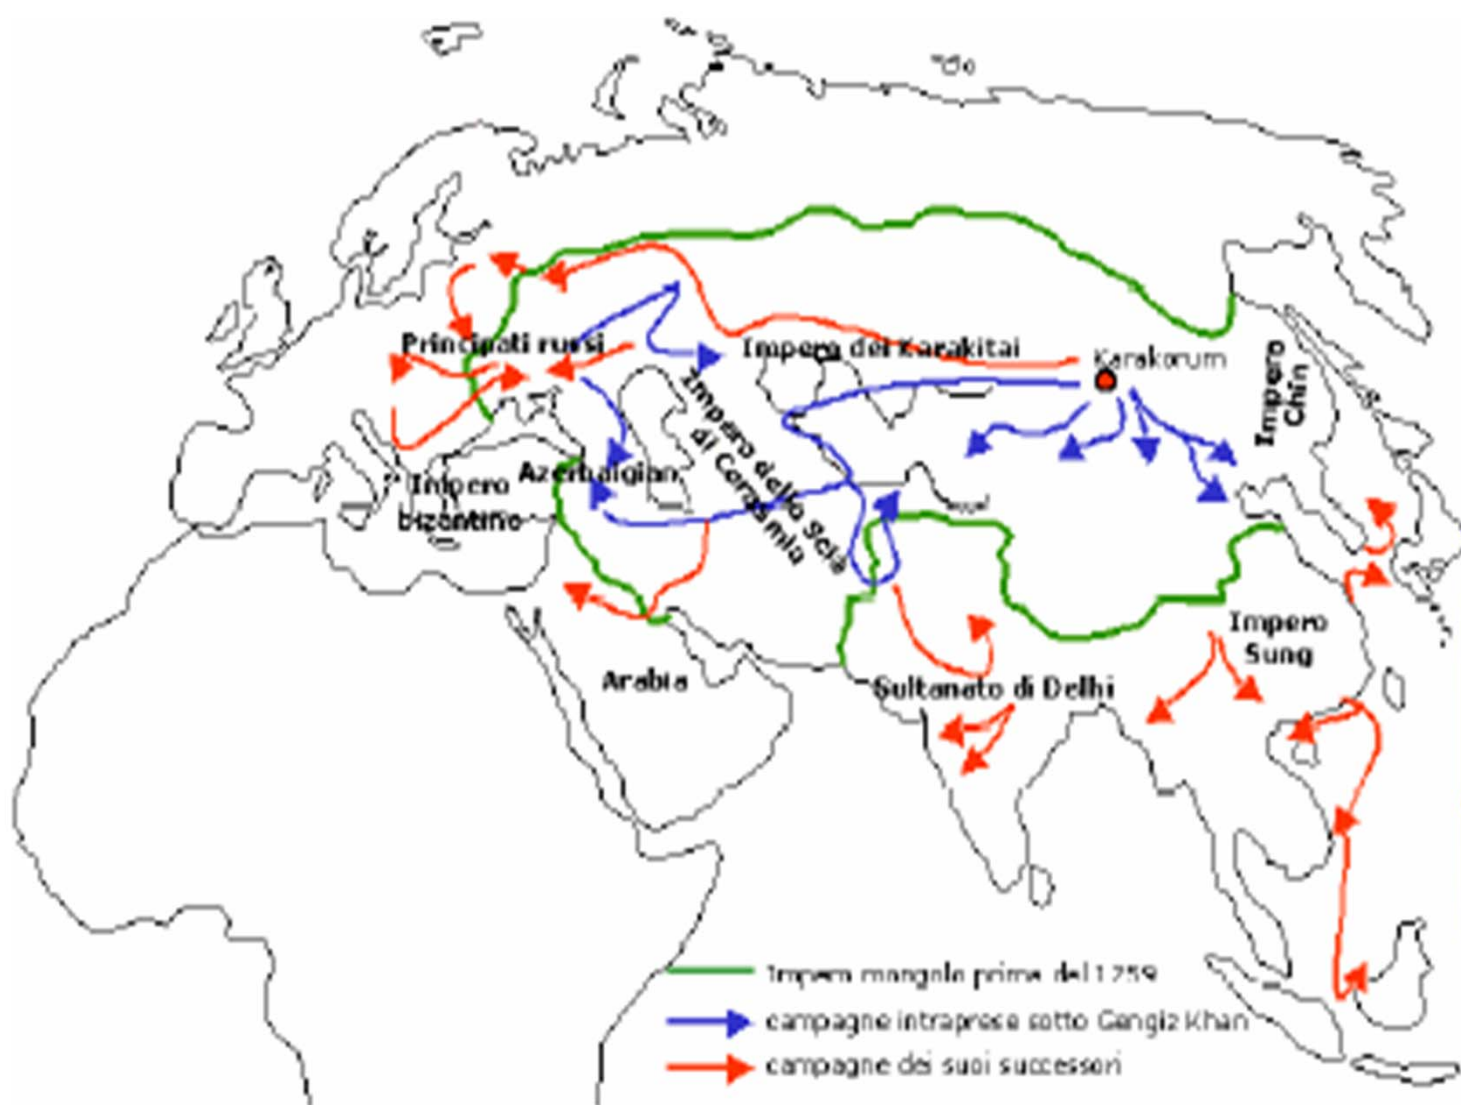 Principati russi
Impero dei Karakitai
Karakorum
Impero
Chin
Impero dello Scià
di Corasmia
Azerbaigian
Impero
bizantino
Impero
Sung
Arabia
Sultanato di Delhi
Impero mongolo prima del 1259
campagne intraprese sotto Gengiz Khan
campagne dei suoi successori